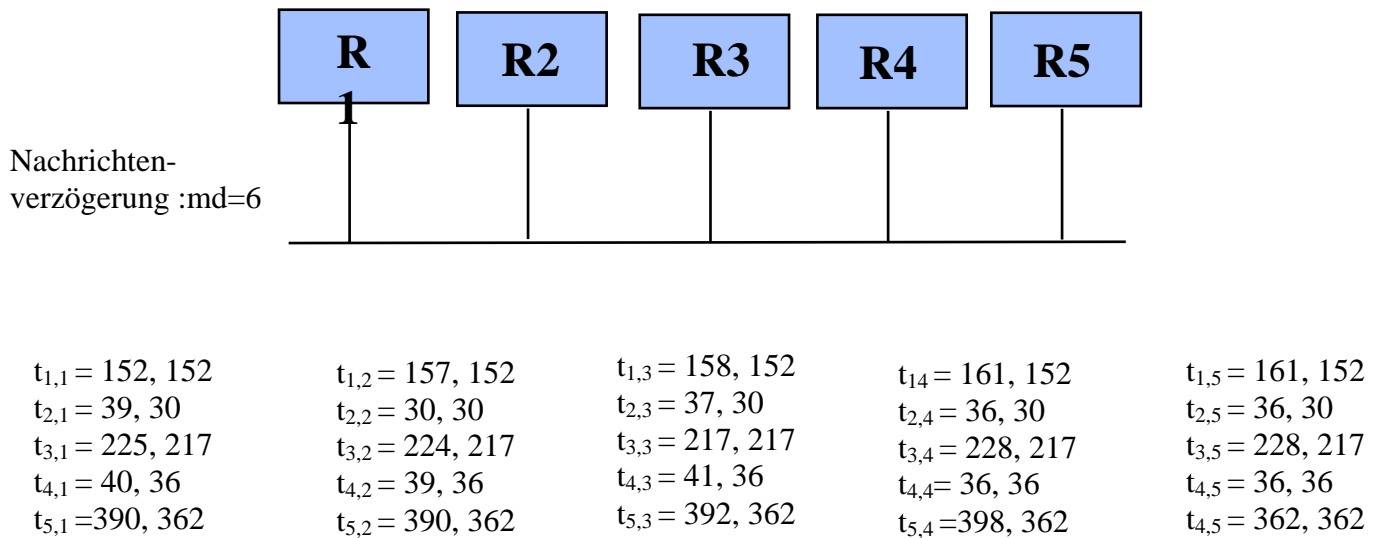 R
1
R2
R3
R4
R5
Nachrichten-
verzögerung :md=6
t1,1 = 152, 152
t2,1 = 39, 30
t3,1 = 225, 217
t4,1 = 40, 36
t5,1 =390, 362
t1,2 = 157, 152
t2,2 = 30, 30
t3,2 = 224, 217
t4,2 = 39, 36
t5,2 = 390, 362
t1,3 = 158, 152
t2,3 = 37, 30
t3,3 = 217, 217
t4,3 = 41, 36
t5,3 = 392, 362
t14 = 161, 152
t2,4 = 36, 30
t3,4 = 228, 217
t4,4= 36, 36
t5,4 =398, 362
t1,5 = 161, 152
t2,5 = 36, 30
t3,5 = 228, 217
t4,5 = 36, 36
t4,5 = 362, 362